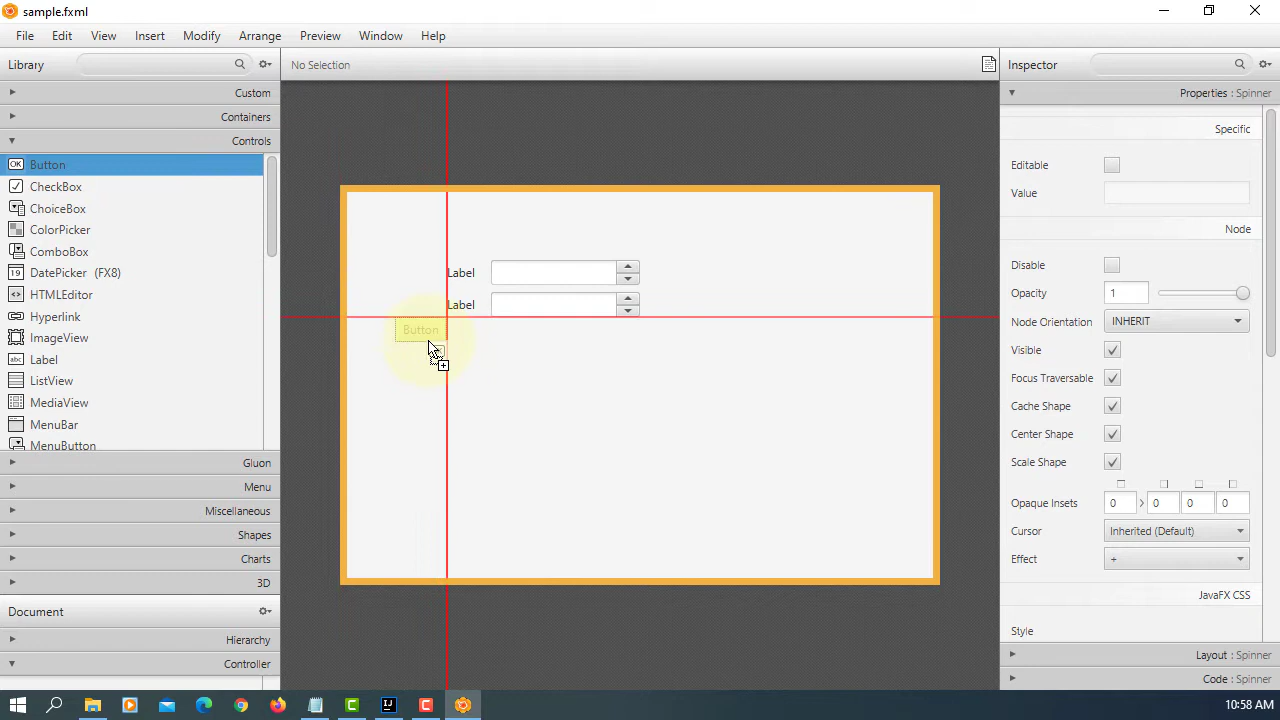 sample.fxml
File Edit View Insert Modify Arrange Preview Window Help
Library
No Selection
Inspector
Custom
Containers
Controls
OK Button
CheckBox
ChoiceBox
ColorPicker
ComboBox
19 DatePicker (FX8)
HTMLEditor
Hyperlink
ImageView
abc Label
ListView
MediaView
MenuBar
MenuButton
Gluon
Menu
Miscellaneous
Shapes
Charts
3D
Document
Hierarchy
Controller
Label
Label
Button
Properties : Spinner
Specific
Editable
Value
Node
Disable
Opacity 1
Node Orientation INHERIT
Visible
Focus Traversable
Cache Shape
Center Shape
Scale Shape
Opaque Insets 0 > 0 0 0
Cursor Inherited (Default)
Effect +
JavaFX CSS
Style
Layout : Spinner
Code : Spinner
10:58 AM